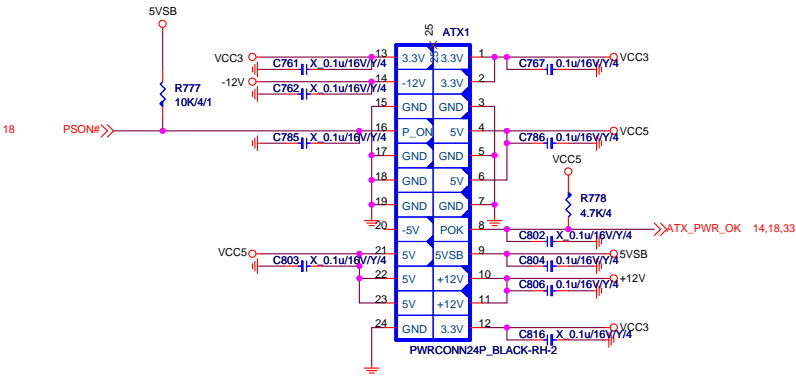 5VSB
25
ATX1
25
VCC3
13
3.3V
3.3V
1
VCC3
C761
X_0.1u/16V/Y/4
C767
0.1u/16V/Y/4
-12V
14
-12V
3.3V
2
R777
10K/4/1
C762
X_0.1u/16V/Y/4
15
GND
GND
3
18
PSON#
16
P_ON
5V
4
VCC5
C785
X_0.1u/16V/Y/4
C786
0.1u/16V/Y/4
17
GND
GND
5
VCC5
18
GND
5V
6
R778
4.7K/4
19
GND
GND
7
20
-5V
POK
8
ATX_PWR_OK
14,18,33
C802
X_0.1u/16V/Y/4
VCC5
21
5V
5VSB
9
5VSB
C803
X_0.1u/16V/Y/4
C804
0.1u/16V/Y/4
22
5V
+12V
10
+12V
C806
0.1u/16V/Y/4
23
5V
+12V
11
24
GND
3.3V
12
VCC3
C816
X_0.1u/16V/Y/4
PWRCONN24P_BLACK-RH-2